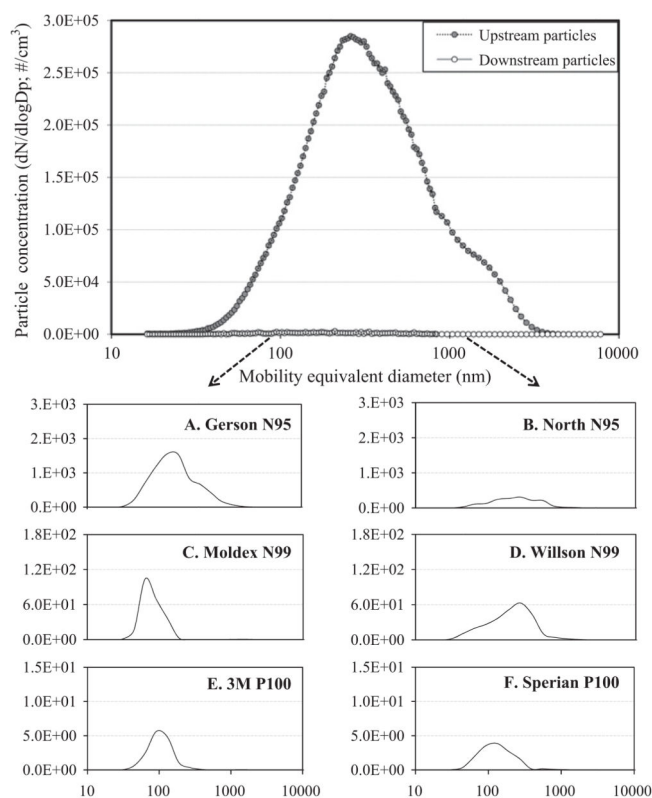 Particle concentration (dN/dlogDp; #/cm³)
3.0E+05
2.5E+05
2.0E+05
1.5E+05
1.0E+05
5.0E+04
0.0E+00
Upstream particles
Downstream particles
10 100 1000 10000
Mobility equivalent diameter (nm)
A. Gerson N95
3.E+03
2.E+03
1.E+03
0.E+00
B. North N95
3.E+03
2.E+03
1.E+03
0.E+00
C. Moldex N99
1.8E+02
1.2E+02
6.0E+01
0.0E+00
D. Willson N99
1.8E+02
1.2E+02
6.0E+01
0.0E+00
E. 3M P100
1.5E+01
1.0E+01
5.0E+00
0.0E+00
10 100 1000 10000
F. Sperian P100
1.5E+01
1.0E+01
5.0E+00
0.0E+00
10 100 1000 10000